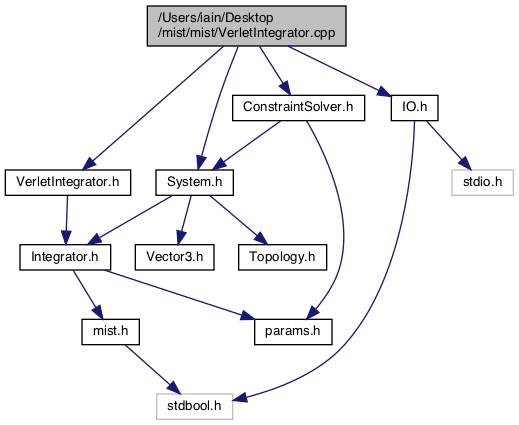 /Users/iain/Desktop
/mist/mist/VerletIntegrator.cpp
ConstraintSolver.h
IO.h
VerletIntegrator.h
System.h
stdio.h
Integrator.h
Vector3.h
Topology.h
mist.h
params.h
stdbool.h